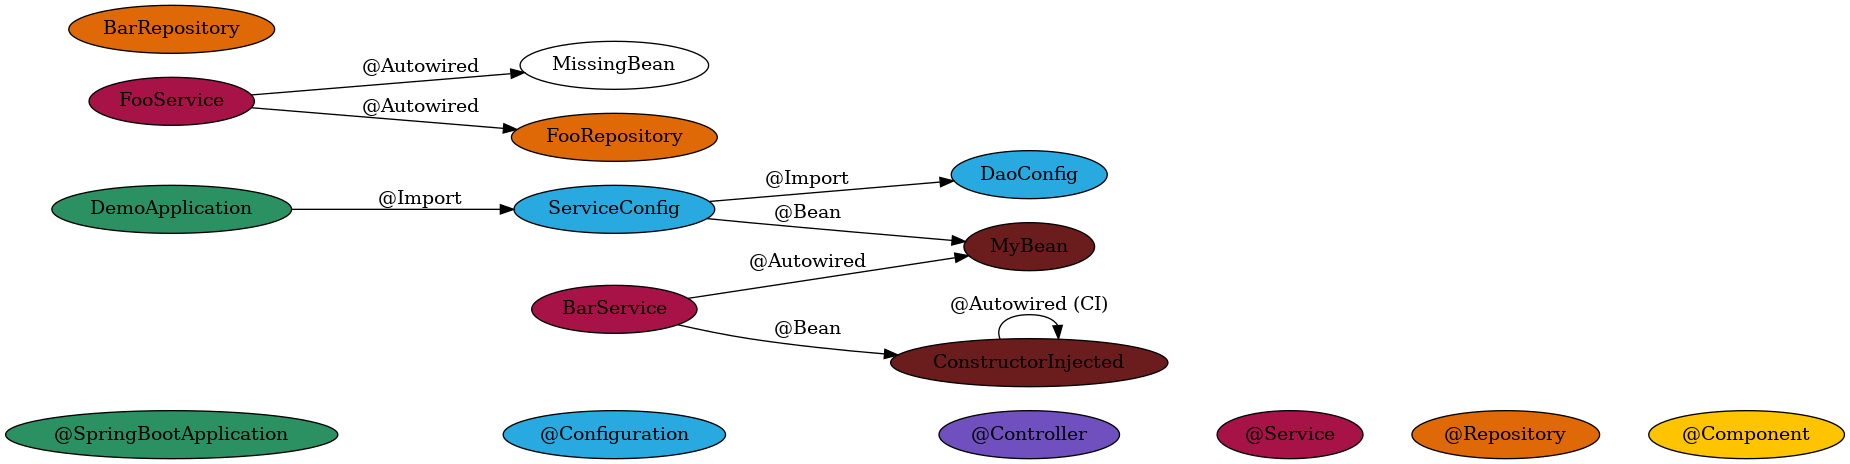 BarRepository
@Autowired
MissingBean
FooService
@Autowired
FooRepository
@Import
DaoConfig
DemoApplication
@Import
ServiceConfig
@Bean
MyBean
@Autowired
BarService
@Autowired (CI)
@Bean
ConstructorInjected
@SpringBootApplication
@Configuration
@Controller
@Service
@Repository
@Component